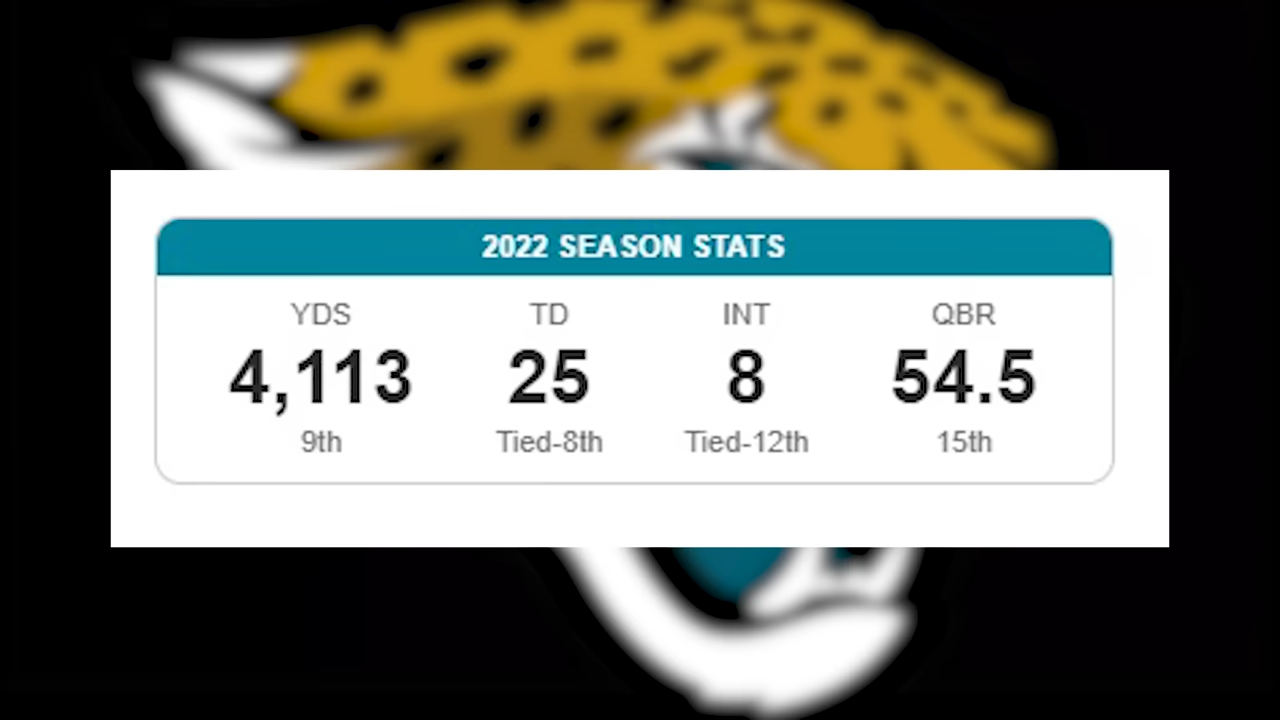 2022 SEASON STATS
YDS TD INT QBR
4,113 25 8 54.5
9th Tied-8th Tied-12th 15th